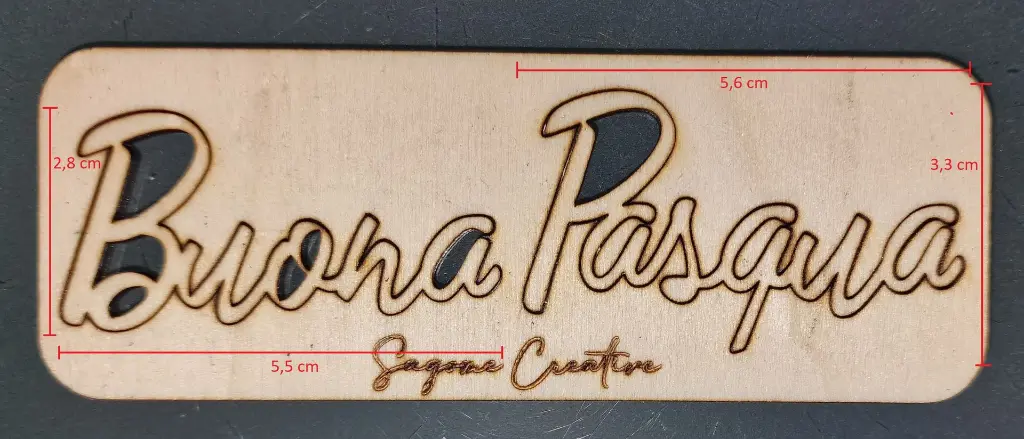 5,6 cm
2,8 cm
3,3 cm
Buona Pasqua
5,5 cm
Sagome Creative